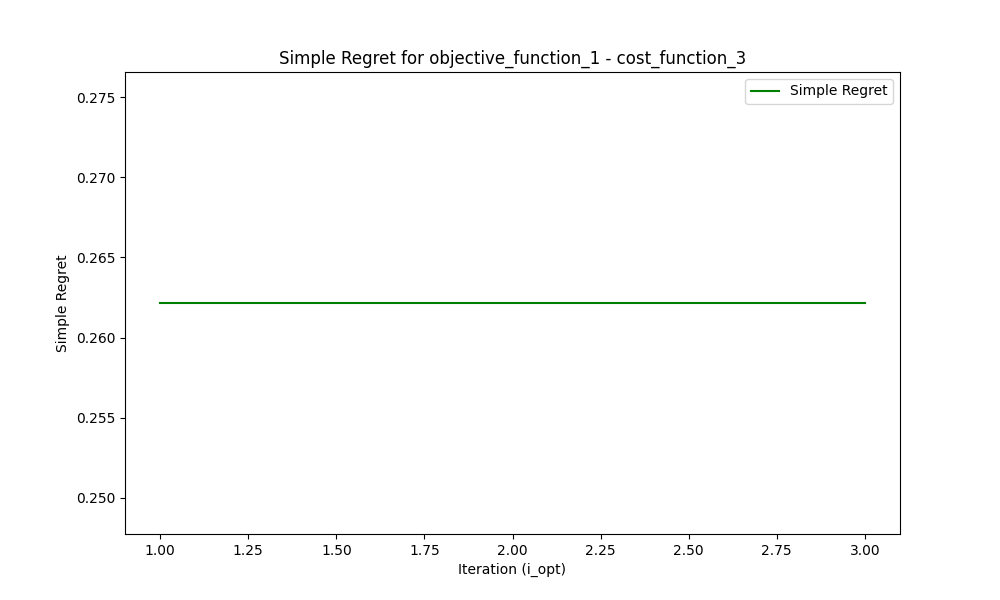 Simple Regret for objective_function_1 - cost_function_3
Simple Regret
0.275
0.270
0.265
0.260
0.255
0.250
Simple Regret
1.00 1.25 1.50 1.75 2.00 2.25 2.50 2.75 3.00
Iteration (i_opt)